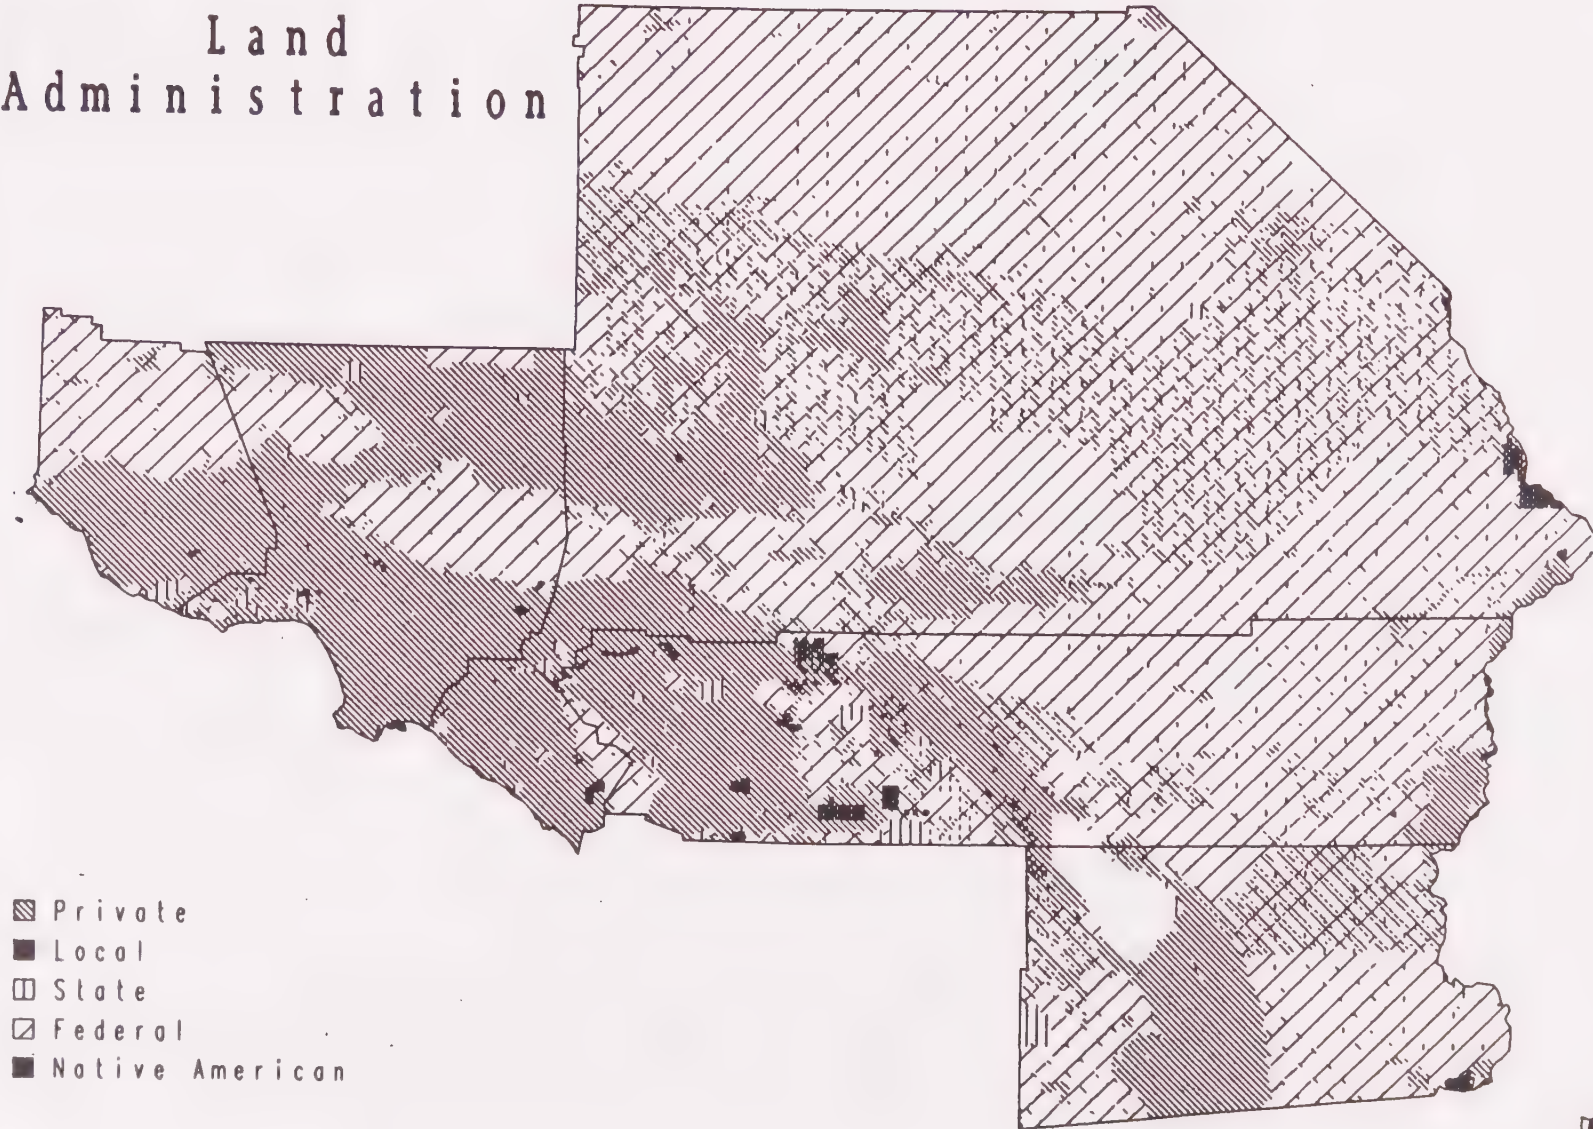 Land
Administration
Private
Local
State
Federal
Native American